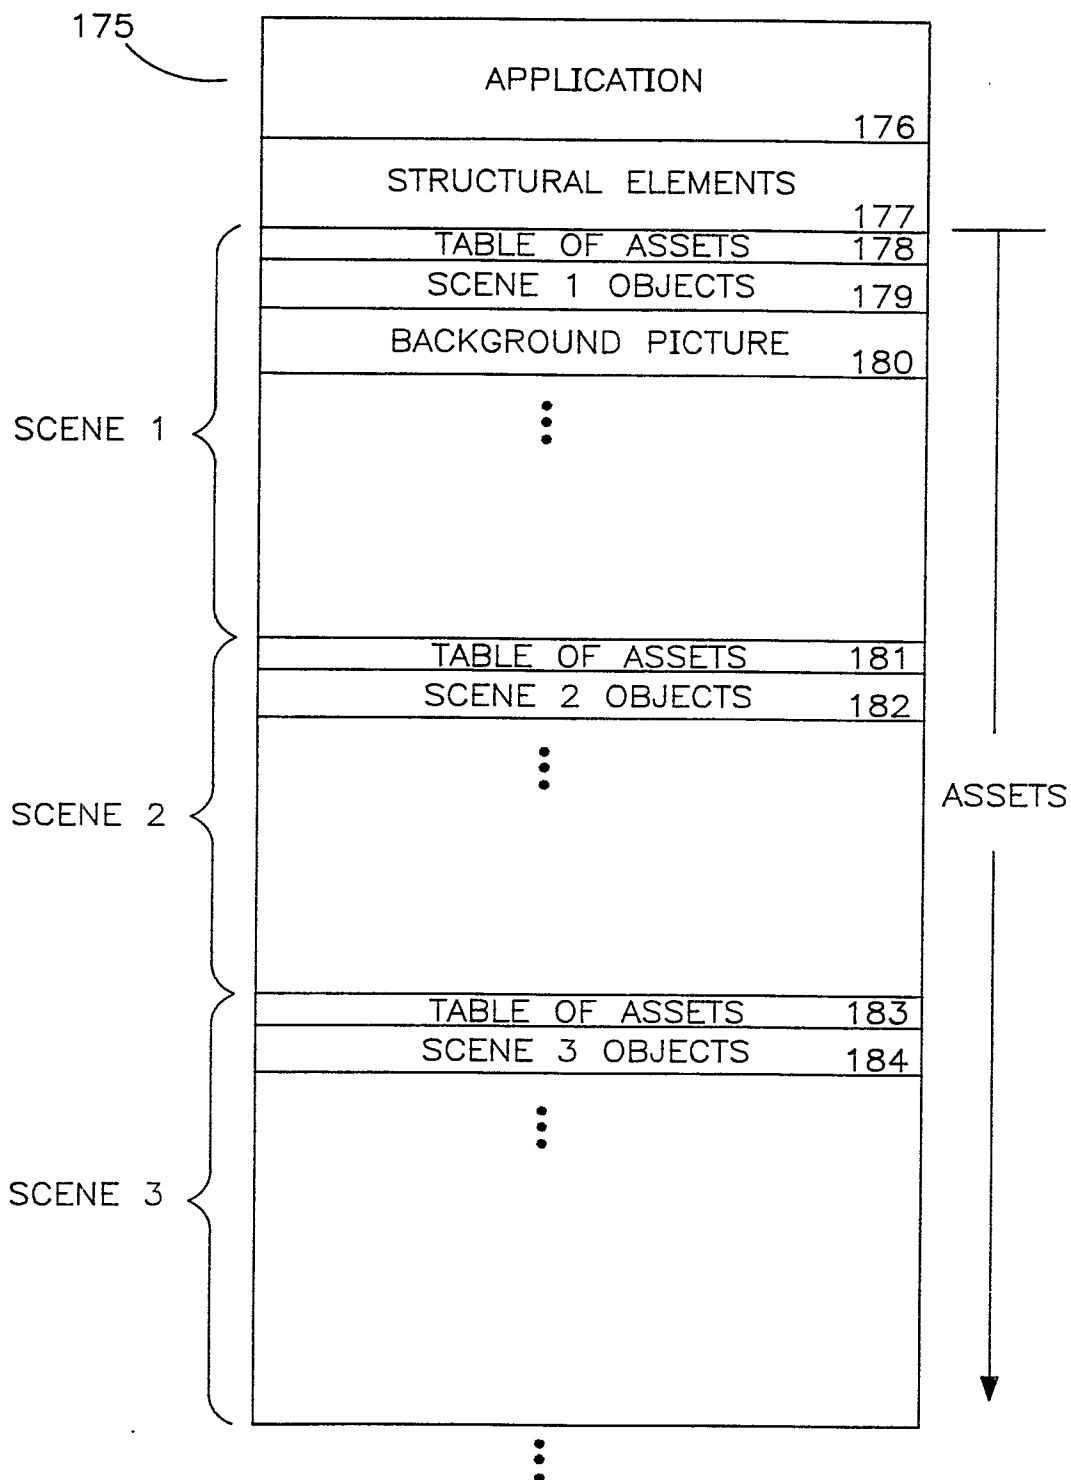 175
APPLICATION
176
STRUCTURAL ELEMENTS
177
TABLE OF ASSETS 178
SCENE 1 OBJECTS 179
BACKGROUND PICTURE 180
SCENE 1
TABLE OF ASSETS 181
SCENE 2 OBJECTS 182
SCENE 2
ASSETS
TABLE OF ASSETS 183
SCENE 3 OBJECTS 184
SCENE 3